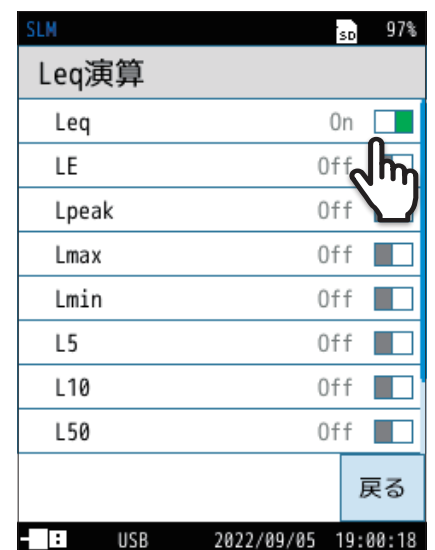 SLM SD 97%
Leq演算
Leq On
LE Off
Lpeak Off
Lmax Off
Lmin Off
L5 Off
L10 Off
L50 Off
戻る
USB 2022/09/05 19:00:18